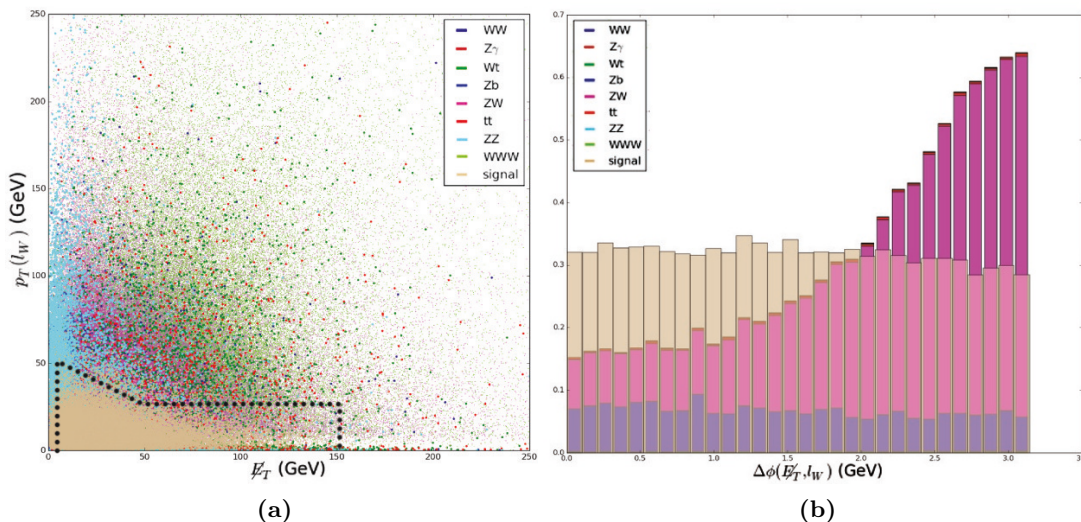 250
200
150
100
50
0
p_T(l_W) (GeV)
WW
Zγ
Wt
Zb
ZW
tt
ZZ
WWW
signal
0 50 100 150 200 250
E̸_T (GeV)
(a)
0.7
0.6
0.5
0.4
0.3
0.2
0.1
0.0
WW
Zγ
Wt
Zb
ZW
tt
ZZ
WWW
signal
0.0 0.5 1.0 1.5 2.0 2.5 3.0
Δϕ(E̸_T, l_W) (GeV)
(b)